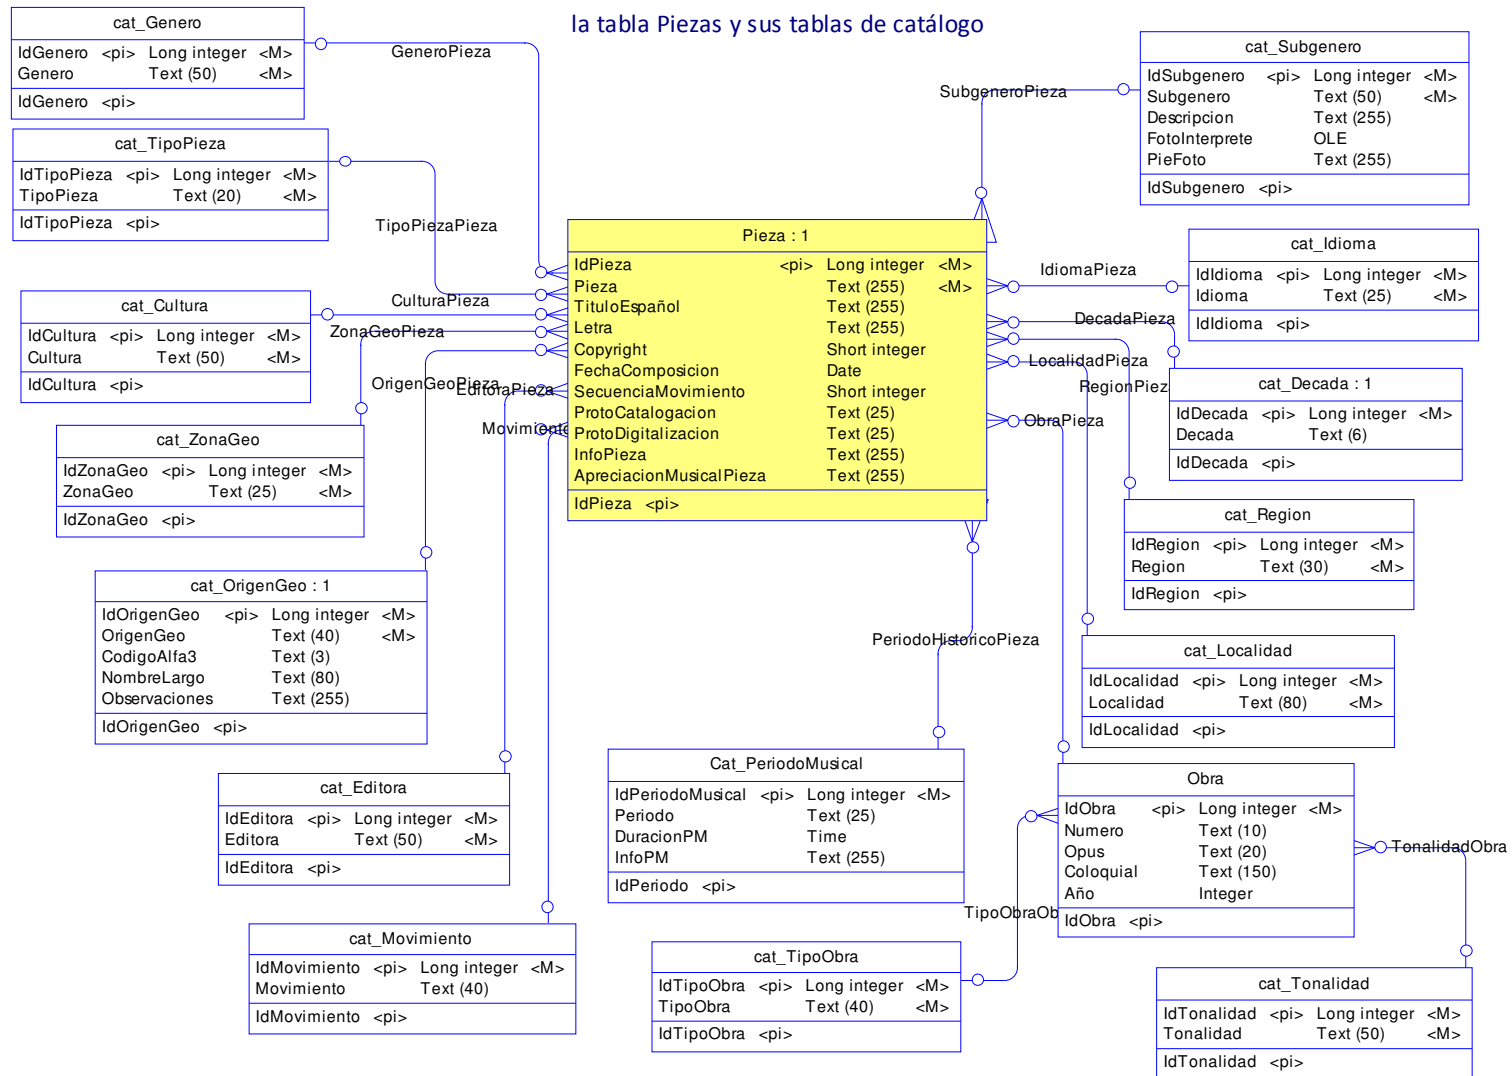 la tabla Piezas y sus tablas de catálogo
cat_Genero
IdGenero <pi> Long integer <M>
Genero Text (50) <M>
IdGenero <pi>
GeneroPieza
cat_TipoPieza
IdTipoPieza <pi> Long integer <M>
TipoPieza Text (20) <M>
IdTipoPieza <pi>
TipoPiezaPieza
cat_Cultura
IdCultura <pi> Long integer <M>
Cultura Text (50) <M>
IdCultura <pi>
CulturaPieza
ZonaGeoPieza
cat_ZonaGeo
IdZonaGeo <pi> Long integer <M>
ZonaGeo Text (25) <M>
IdZonaGeo <pi>
OrigenGeoPieza
EditoraPieza
Movimiento
cat_OrigenGeo : 1
IdOrigenGeo <pi> Long integer <M>
OrigenGeo Text (40) <M>
CodigoAlfa3 Text (3)
NombreLargo Text (80)
Observaciones Text (255)
IdOrigenGeo <pi>
cat_Editora
IdEditora <pi> Long integer <M>
Editora Text (50) <M>
IdEditora <pi>
cat_Movimiento
IdMovimiento <pi> Long integer <M>
Movimiento Text (40)
IdMovimiento <pi>
Pieza : 1
IdPieza <pi> Long integer <M>
Pieza Text (255) <M>
TituloEspañol Text (255)
Letra Text (255)
Copyright Short integer
FechaComposicion Date
SecuenciaMovimiento Short integer
ProtoCatalogacion Text (25)
ProtoDigitalizacion Text (25)
InfoPieza Text (255)
ApreciacionMusicalPieza Text (255)
IdPieza <pi>
SubgeneroPieza
cat_Subgenero
IdSubgenero <pi> Long integer <M>
Subgenero Text (50) <M>
Descripcion Text (255)
FotoInterprete OLE
PieFoto Text (255)
IdSubgenero <pi>
IdiomaPieza
cat_Idioma
IdIdioma <pi> Long integer <M>
Idioma Text (25) <M>
IdIdioma <pi>
DecadaPieza
LocalidadPieza
RegionPieza
ObraPieza
cat_Decada : 1
IdDecada <pi> Long integer <M>
Decada Text (6)
IdDecada <pi>
cat_Region
IdRegion <pi> Long integer <M>
Region Text (30) <M>
IdRegion <pi>
cat_Localidad
IdLocalidad <pi> Long integer <M>
Localidad Text (80) <M>
IdLocalidad <pi>
PeriodoHistoricoPieza
Cat_PeriodoMusical
IdPeriodoMusical <pi> Long integer <M>
Periodo Text (25)
DuracionPM Time
InfoPM Text (255)
IdPeriodo <pi>
Obra
IdObra <pi> Long integer <M>
Numero Text (10)
Opus Text (20)
Coloquial Text (150)
Año Integer
IdObra <pi>
TonalidadObra
TipoObraOb
cat_TipoObra
IdTipoObra <pi> Long integer <M>
TipoObra Text (40) <M>
IdTipoObra <pi>
cat_Tonalidad
IdTonalidad <pi> Long integer <M>
Tonalidad Text (50) <M>
IdTonalidad <pi>